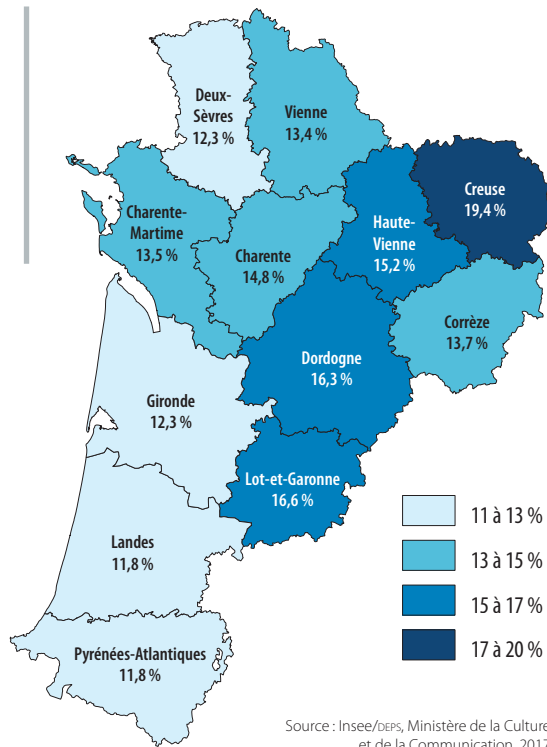 Deux-
Sèvres
12,3 %
Vienne
13,4 %
Creuse
19,4 %
Charente-
Martime
13,5 %
Haute-
Vienne
15,2 %
Charente
14,8 %
Corrèze
13,7 %
Dordogne
16,3 %
Gironde
12,3 %
Lot-et-Garonne
16,6 %
Landes
11,8 %
Pyrénées-Atlantiques
11,8 %
11 à 13 %
13 à 15 %
15 à 17 %
17 à 20 %
Source : Insee/DEPS, Ministère de la Culture
et de la Communication, 2017